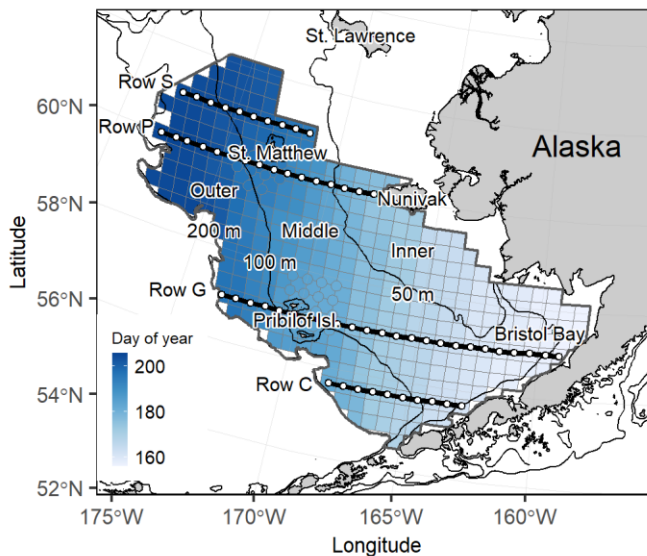 St. Lawrence
60°N
Row S
Row P
Alaska
St. Matthew
Outer
Nunivak
58°N
200 m
Middle
Inner
Latitude
100 m
50 m
56°N
Row G
Pribilof Isl.
Bristol Bay
Day of year
200
180
160
Row C
54°N
52°N
175°W
170°W
165°W
160°W
Longitude